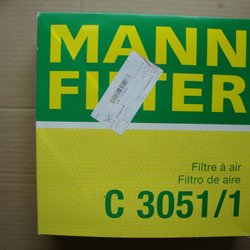 MANN
FILTER
Filtre à air
Filtro de aire
C 3051/1